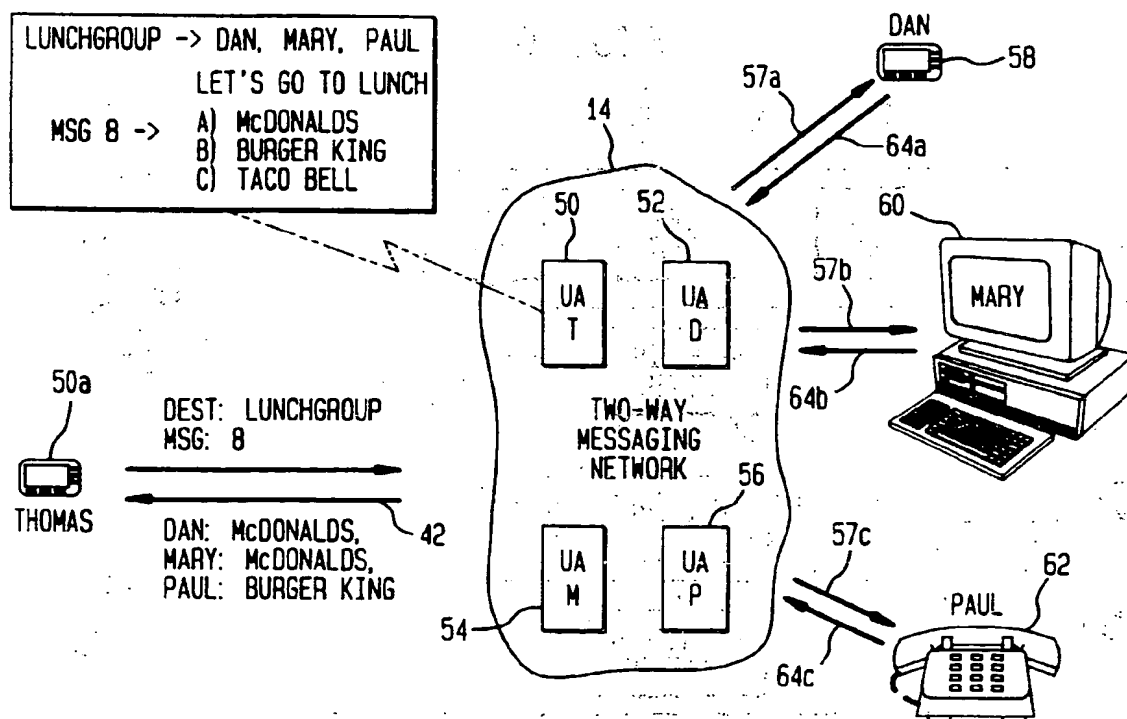 LUNCHGROUP -> DAN, MARY, PAUL
LET'S GO TO LUNCH
MSG 8 -> A) McDONALDS
B) BURGER KING
C) TACO BELL
DAN
58
57a
64a
14
50
52
UA
T
UA
D
60
57b
MARY
64b
50a
DEST: LUNCHGROUP
MSG: 8
THOMAS
42
DAN: McDONALDS,
MARY: McDONALDS,
PAUL: BURGER KING
TWO-WAY
MESSAGING
NETWORK
56
UA
M
54
UA
P
57c
62
PAUL
64c